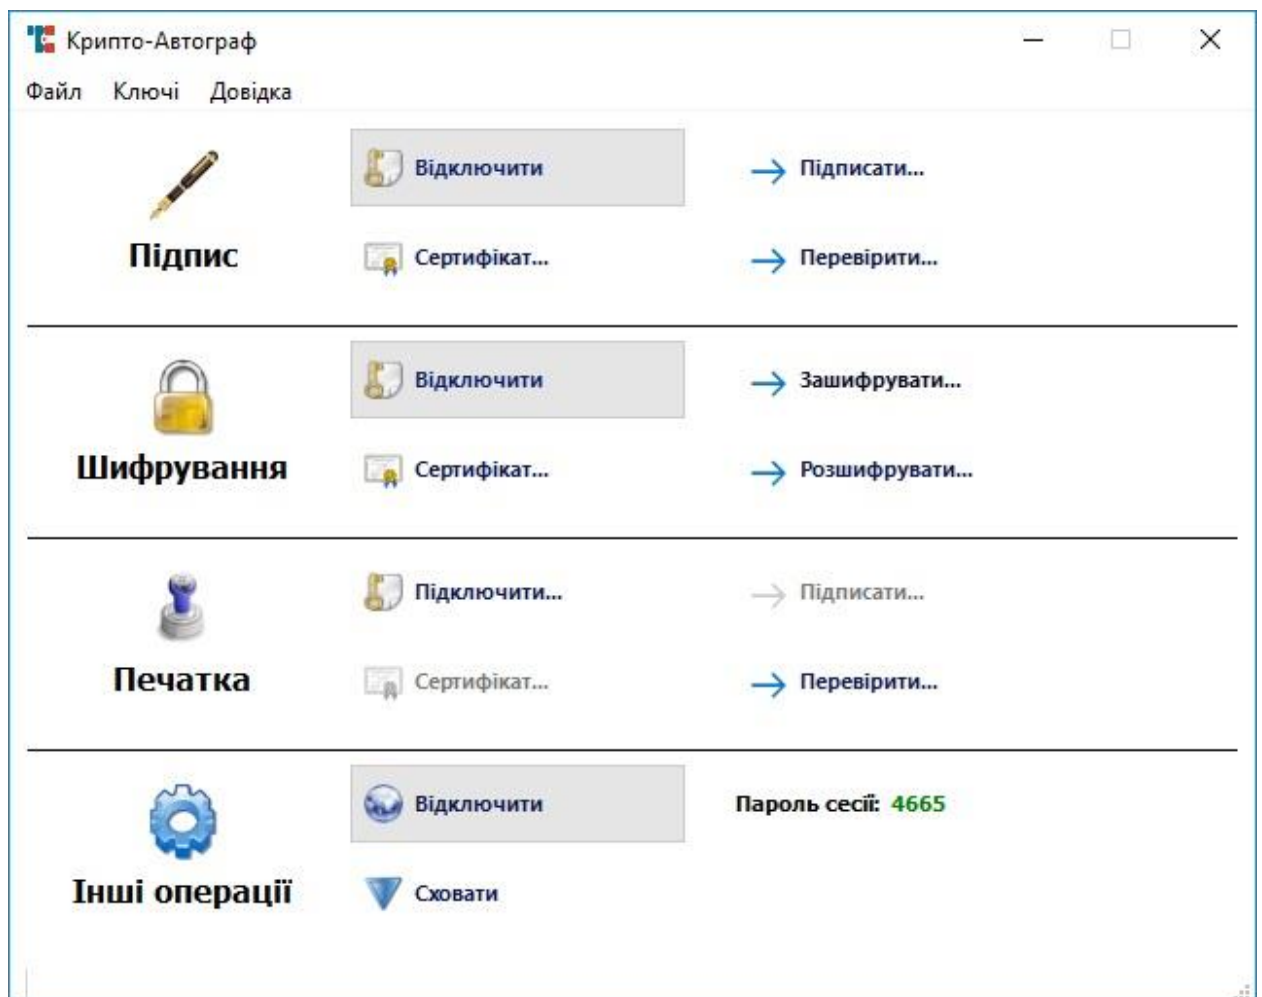 Крипто-Автограф
Файл Ключі Довідка
Відключити
Підписати...
Підпис
Сертифікат...
Перевірити...
Відключити
Зашифрувати...
Шифрування
Сертифікат...
Розшифрувати...
Підключити...
Підписати...
Печатка
Сертифікат...
Перевірити...
Відключити
Пароль сесії: 4665
Інші операції
Сховати